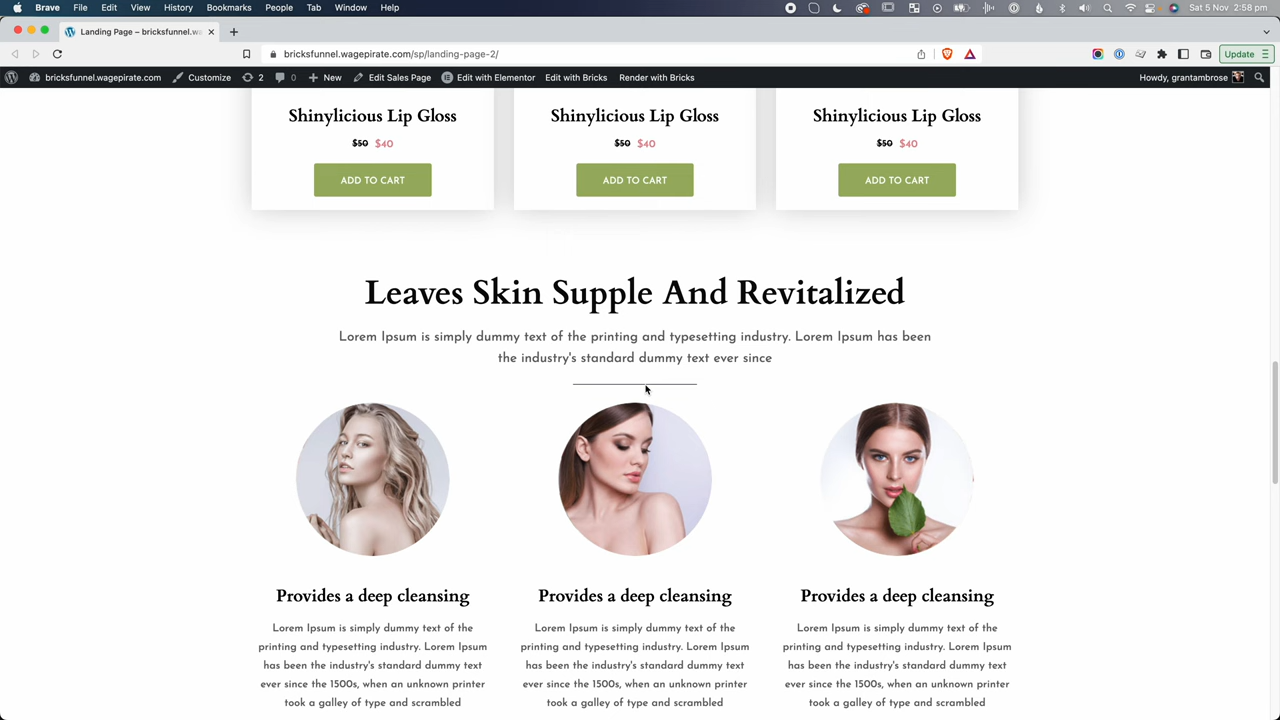 Brave File Edit View History Bookmarks People Tab Window Help Sat 5 Nov 2:58 pm
Landing Page – bricksfunnel.wa
bricksfunnel.wagepirate.com/sp/landing-page-2/ Update
bricksfunnel.wagepirate.com Customize 2 0 New Edit Sales Page Edit with Elementor Edit with Bricks Render with Bricks Howdy, grantambrose
Shinylicious Lip Gloss Shinylicious Lip Gloss Shinylicious Lip Gloss
$50 $40 $50 $40 $50 $40
ADD TO CART ADD TO CART ADD TO CART
Leaves Skin Supple And Revitalized
Lorem Ipsum is simply dummy text of the printing and typesetting industry. Lorem Ipsum has been
the industry's standard dummy text ever since
Provides a deep cleansing Provides a deep cleansing Provides a deep cleansing
Lorem Ipsum is simply dummy text of the Lorem Ipsum is simply dummy text of the Lorem Ipsum is simply dummy text of the
printing and typesetting industry. Lorem Ipsum printing and typesetting industry. Lorem Ipsum printing and typesetting industry. Lorem Ipsum
has been the industry's standard dummy text has been the industry's standard dummy text has been the industry's standard dummy text
ever since the 1500s, when an unknown printer ever since the 1500s, when an unknown printer ever since the 1500s, when an unknown printer
took a galley of type and scrambled took a galley of type and scrambled took a galley of type and scrambled